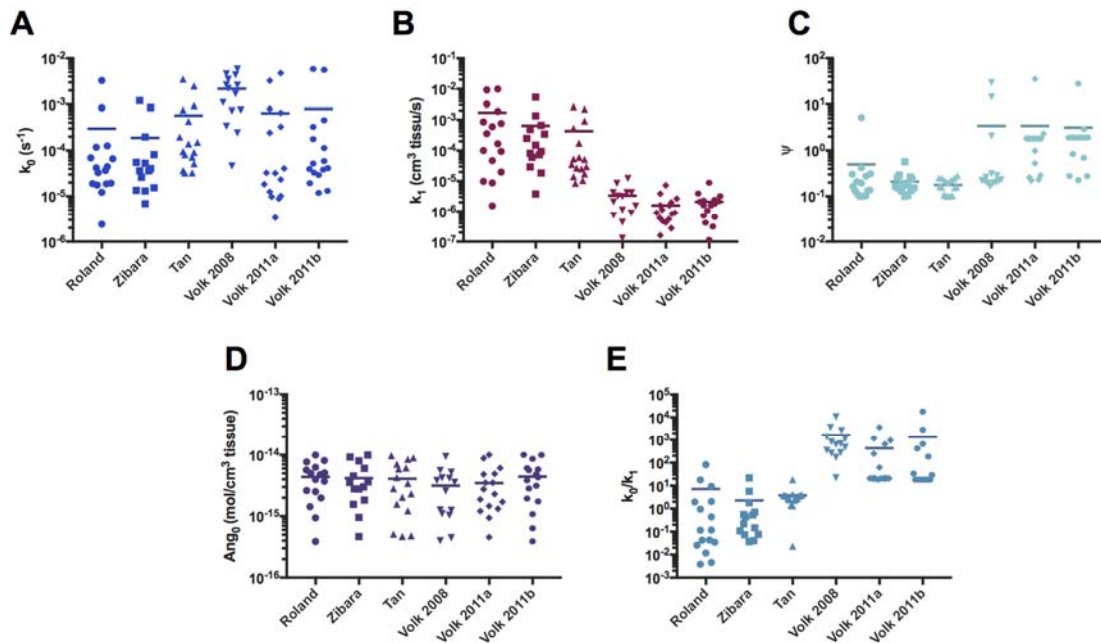 A
B
C
k₀ (s⁻¹)
10⁻²
10⁻³
10⁻⁴
10⁻⁵
10⁻⁶
Roland
Zibara
Tan
Volk 2008
Volk 2011a
Volk 2011b
k₁ (cm³ tissu/s)
10⁻¹
10⁻²
10⁻³
10⁻⁴
10⁻⁵
10⁻⁶
10⁻⁷
Roland
Zibara
Tan
Volk 2008
Volk 2011a
Volk 2011b
ψ
10²
10¹
10⁰
10⁻¹
10⁻²
Roland
Zibara
Tan
Volk 2008
Volk 2011a
Volk 2011b
D
E
Ang₀ (mol/cm³ tissue)
10⁻¹³
10⁻¹⁴
10⁻¹⁵
10⁻¹⁶
Roland
Zibara
Tan
Volk 2008
Volk 2011a
Volk 2011b
k₀/k₁
10⁵
10⁴
10³
10²
10¹
10⁰
10⁻¹
10⁻²
10⁻³
Roland
Zibara
Tan
Volk 2008
Volk 2011a
Volk 2011b